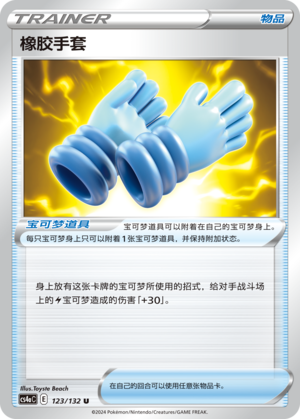 TRAINER 物品
橡胶手套
宝可梦道具 宝可梦道具可以附着在自己的宝可梦身上。
每只宝可梦身上只可以附着1张宝可梦道具，并保持附加状态。
身上放有这张卡牌的宝可梦所使用的招式，给对手战斗场
上的宝可梦造成的伤害「+30」。
Illus.Toyste Beach
在自己的回合可以使用任意张物品卡。
CS4aC E 123/132 U
©2024 Pokémon/Nintendo/Creatures/GAME FREAK.